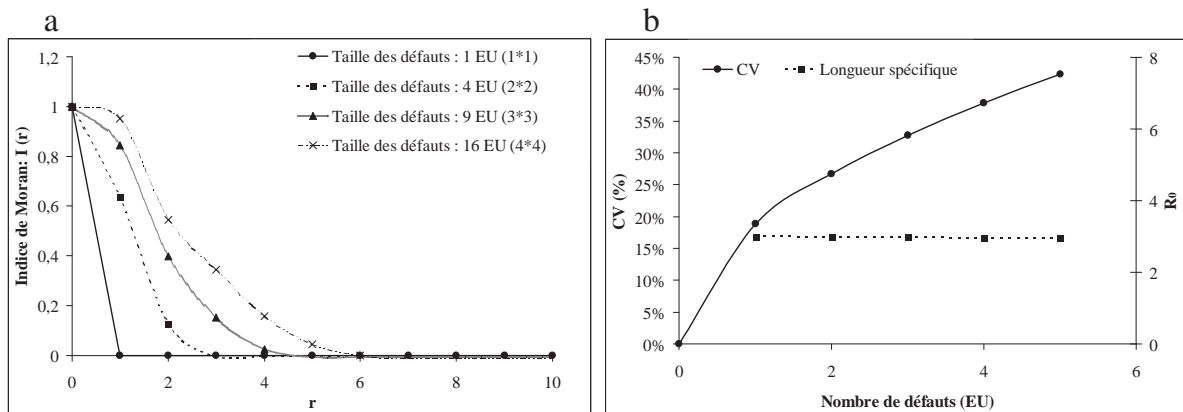 a
1,2
1
0,8
0,6
0,4
0,2
0
Indice de Moran: I (r)
Taille des défauts : 1 EU (1*1)
Taille des défauts : 4 EU (2*2)
Taille des défauts : 9 EU (3*3)
Taille des défauts : 16 EU (4*4)
0 2 4 6 8 10
r
b
45%
40%
35%
30%
25%
20%
15%
10%
5%
0%
CV (%)
CV
Longueur spécifique
8
6
4
2
0
R0
0 2 4 6
Nombre de défauts (EU)